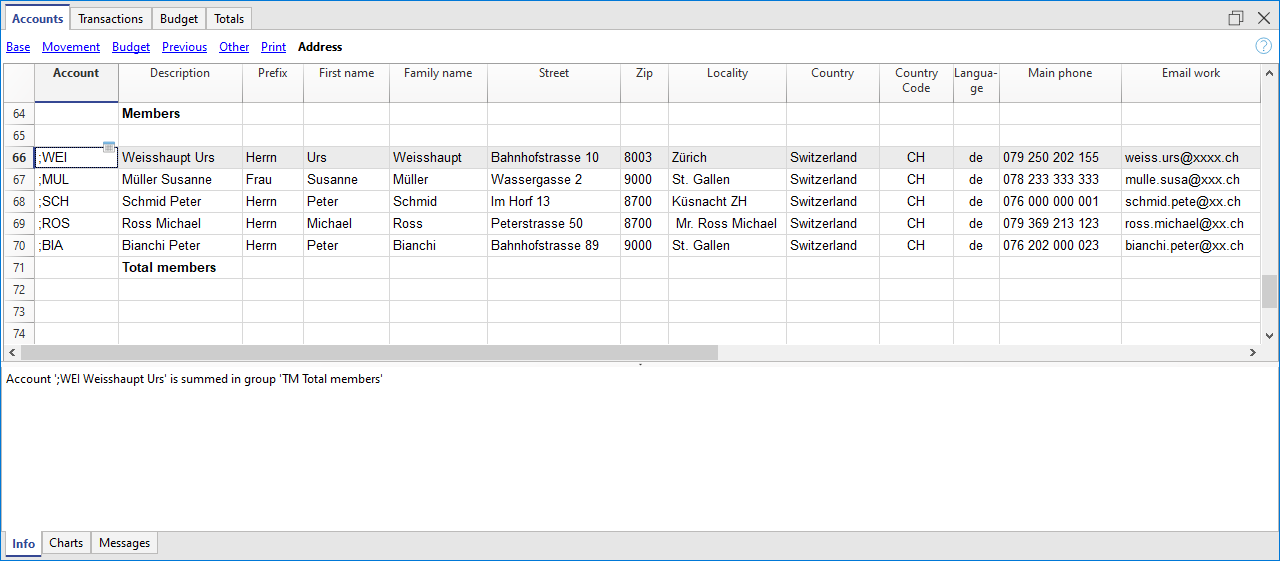 Accounts Transactions Budget Totals
Base Movement Budget Previous Other Print Address ?
Account Description Prefix First name Family name Street Zip Locality Country Country Langua- Main phone Email work
Code ge
64 Members
65
66 ;WEI Weisshaupt Urs Herrn Urs Weisshaupt Bahnhofstrasse 10 8003 Zürich Switzerland CH de 079 250 202 155 weiss.urs@xxxx.ch
67 ;MUL Müller Susanne Frau Susanne Müller Wassergasse 2 9000 St. Gallen Switzerland CH de 078 233 333 333 mulle.susa@xxx.ch
68 ;SCH Schmid Peter Herrn Peter Schmid Im Horf 13 8700 Küsnacht ZH Switzerland CH de 076 000 000 001 schmid.pete@xx.ch
69 ;ROS Ross Michael Herrn Michael Ross Peterstrasse 50 8700 Mr. Ross Michael Switzerland CH de 079 369 213 123 ross.michael@xx.ch
70 ;BIA Bianchi Peter Herrn Peter Bianchi Bahnhofstrasse 89 9000 St. Gallen Switzerland CH de 076 202 000 023 bianchi.peter@xx.ch
71 Total members
72
73
74
Account ';WEI Weisshaupt Urs' is summed in group 'TM Total members'
Info Charts Messages